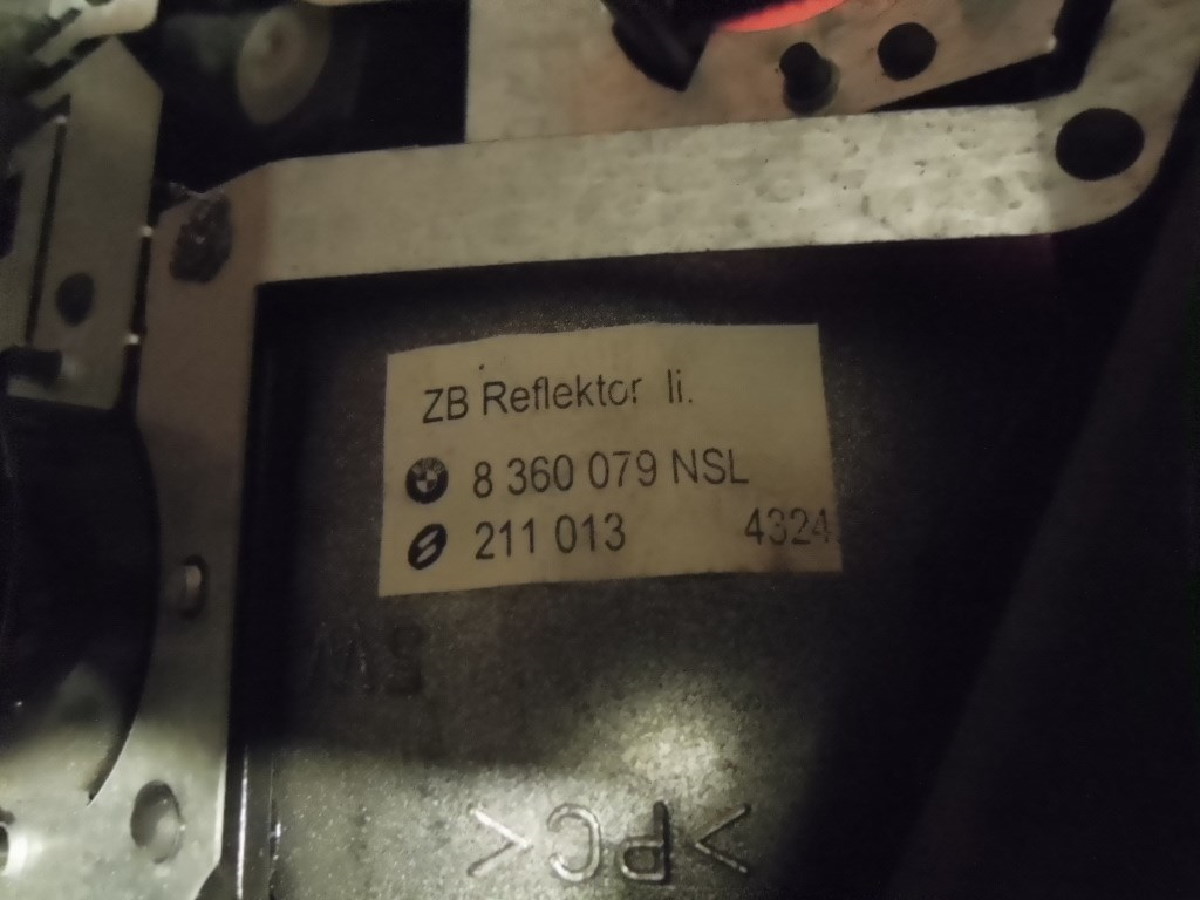 ZB Reflektor li.
8 360 079 NSL
211 013 4324
>PC<